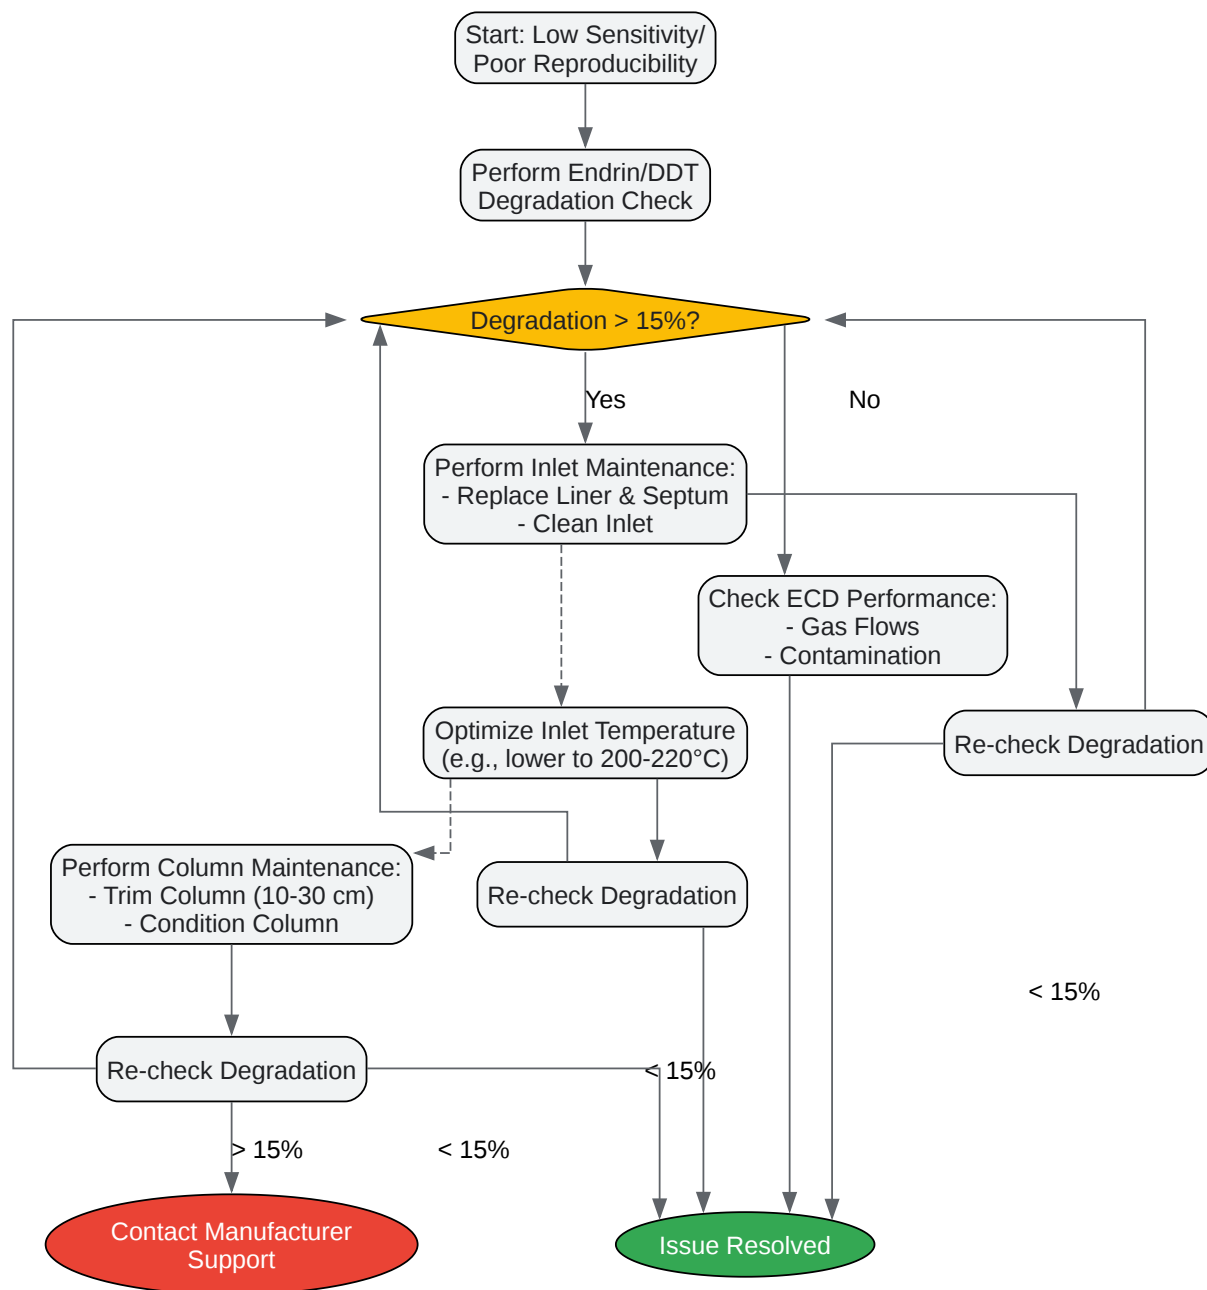 Start: Low Sensitivity/
Poor Reproducibility
Perform Endrin/DDT
Degradation Check
Degradation > 15%?
Yes
No
Perform Inlet Maintenance:
- Replace Liner & Septum
- Clean Inlet
Check ECD Performance:
- Gas Flows
- Contamination
Optimize Inlet Temperature
(e.g., lower to 200-220°C)
Re-check Degradation
Perform Column Maintenance:
- Trim Column (10-30 cm)
- Condition Column
Re-check Degradation
< 15%
Re-check Degradation
< 15%
> 15%
< 15%
Contact Manufacturer
Support
Issue Resolved